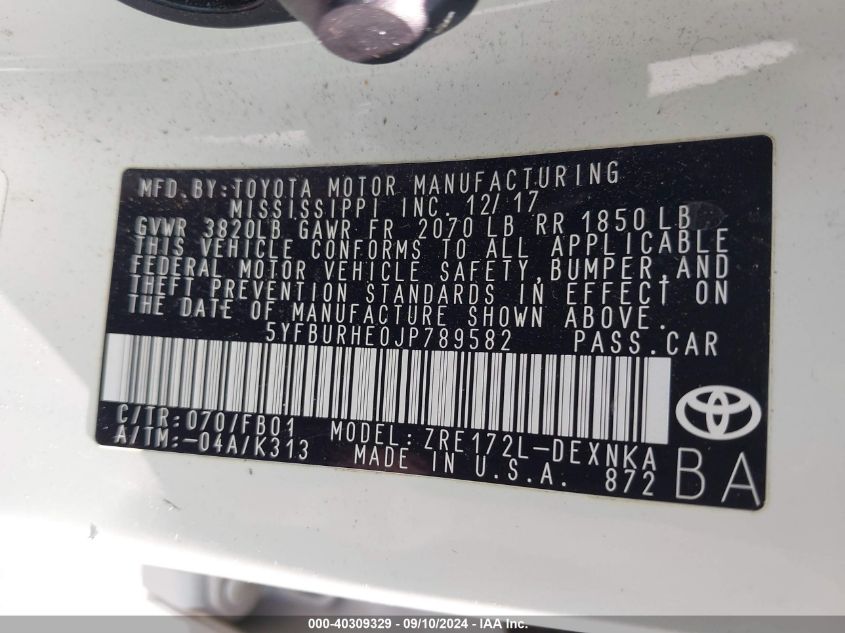 MFD. BY: TOYOTA MOTOR MANUFACTURING
MISSISSIPPI INC. 12/17
GVWR 3820LB GAWR FR 2070 LB RR 1850 LB
THIS VEHICLE CONFORMS TO ALL APPLICABLE
FEDERAL MOTOR VEHICLE SAFETY, BUMPER, AND
THEFT PREVENTION STANDARDS IN EFFECT ON
THE DATE OF MANUFACTURE SHOWN ABOVE.
5YFBURHE0JP789582 PASS.CAR
C/TR: 070/FB01 MODEL: ZRE172L-DEXNKA
A/TM: -04A/K313 MADE IN U.S.A. 872
BA
000-40309329 - 09/10/2024 - IAA Inc.